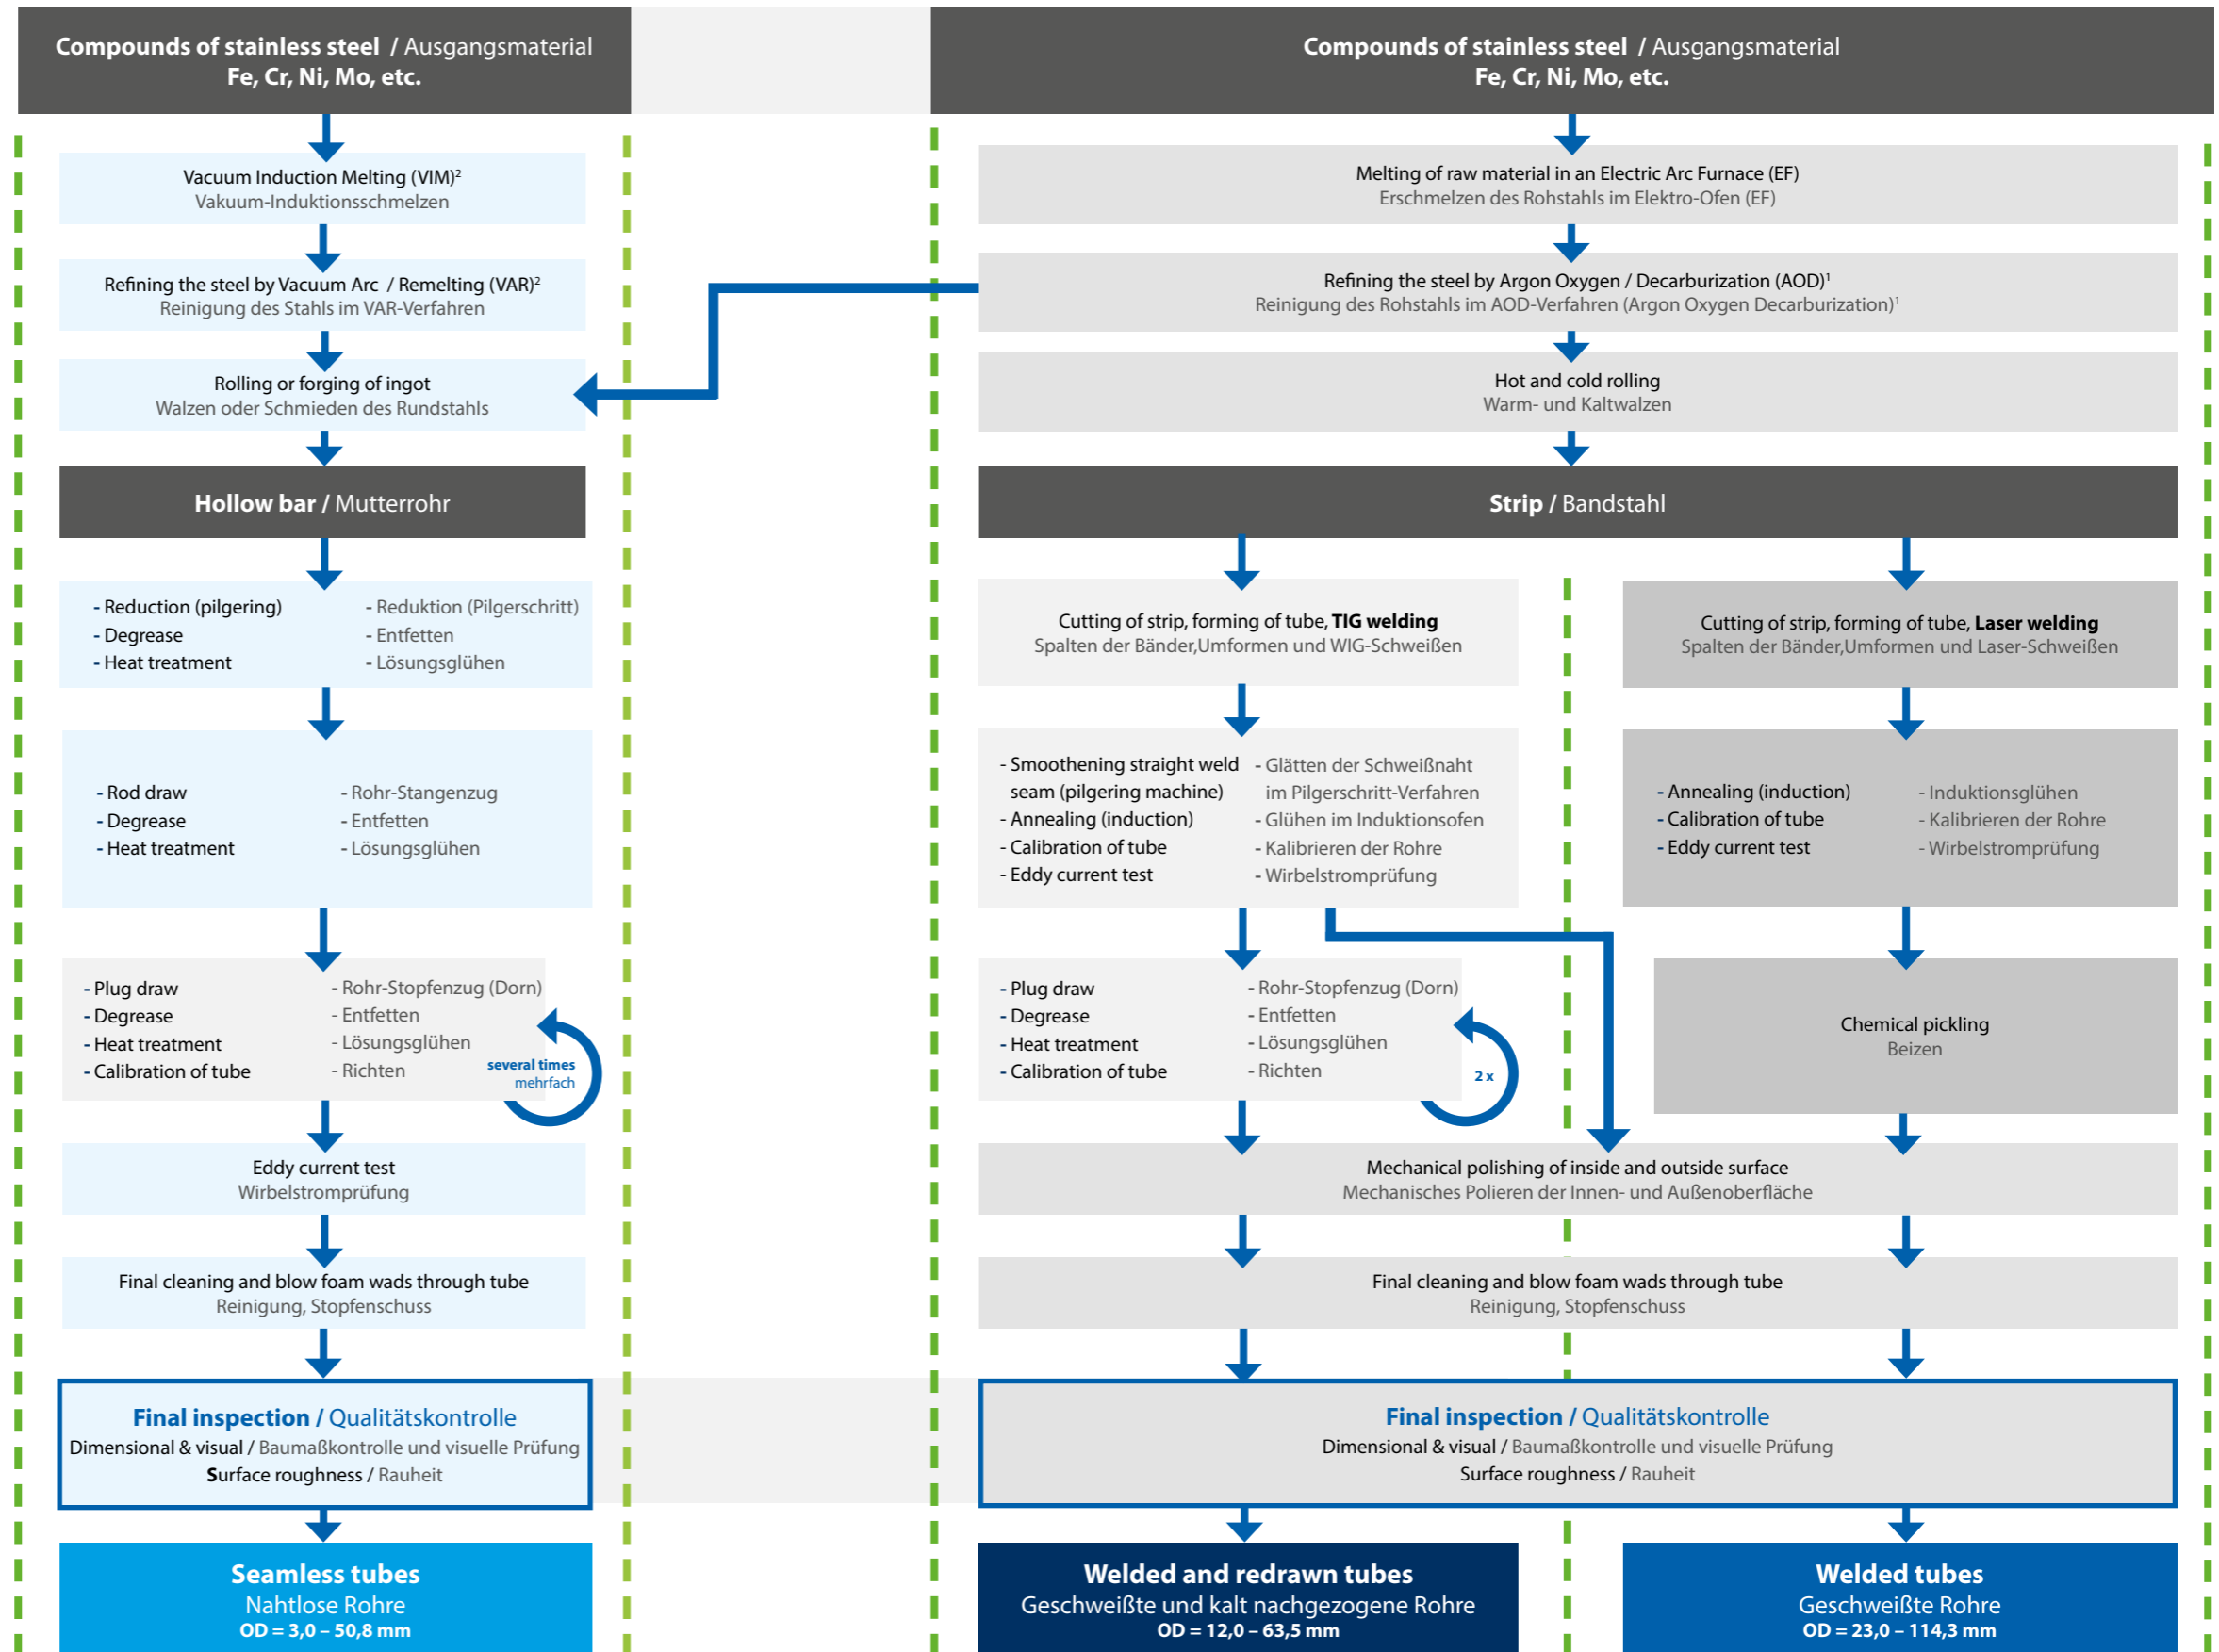 Compounds of stainless steel / Ausgangsmaterial
Fe, Cr, Ni, Mo, etc.
Vacuum Induction Melting (VIM)²
Vakuum-Induktionsschmelzen
Refining the steel by Vacuum Arc / Remelting (VAR)²
Reinigung des Stahls im VAR-Verfahren
Rolling or forging of ingot
Walzen oder Schmieden des Rundstahls
Hollow bar / Mutterrohr
- Reduction (pilgering)
- Degrease
- Heat treatment
- Reduktion (Pilgerschritt)
- Entfetten
- Lösungsglühen
- Rod draw
- Degrease
- Heat treatment
- Rohr-Stangenzug
- Entfetten
- Lösungsglühen
- Plug draw
- Degrease
- Heat treatment
- Calibration of tube
- Rohr-Stopfenzug (Dorn)
- Entfetten
- Lösungsglühen
- Richten
several times
mehrfach
Eddy current test
Wirbelstromprüfung
Final cleaning and blow foam wads through tube
Reinigung, Stopfenschuss
Final inspection / Qualitätskontrolle
Dimensional & visual / Baumaßkontrolle und visuelle Prüfung
Surface roughness / Rauheit
Seamless tubes
Nahtlose Rohre
OD = 3,0 – 50,8 mm
Compounds of stainless steel / Ausgangsmaterial
Fe, Cr, Ni, Mo, etc.
Melting of raw material in an Electric Arc Furnace (EF)
Erschmelzen des Rohstahls im Elektro-Ofen (EF)
Refining the steel by Argon Oxygen / Decarburization (AOD)¹
Reinigung des Rohstahls im AOD-Verfahren (Argon Oxygen Decarburization)¹
Hot and cold rolling
Warm- und Kaltwalzen
Strip / Bandstahl
Cutting of strip, forming of tube, TIG welding
Spalten der Bänder,Umformen und WIG-Schweißen
- Smoothening straight weld
seam (pilgering machine)
- Annealing (induction)
- Calibration of tube
- Eddy current test
- Glätten der Schweißnaht
im Pilgerschritt-Verfahren
- Glühen im Induktionsofen
- Kalibrieren der Rohre
- Wirbelstromprüfung
- Plug draw
- Degrease
- Heat treatment
- Calibration of tube
- Rohr-Stopfenzug (Dorn)
- Entfetten
- Lösungsglühen
- Richten
2 x
Cutting of strip, forming of tube, Laser welding
Spalten der Bänder,Umformen und Laser-Schweißen
- Annealing (induction)
- Calibration of tube
- Eddy current test
- Induktionsglühen
- Kalibrieren der Rohre
- Wirbelstromprüfung
Chemical pickling
Beizen
Mechanical polishing of inside and outside surface
Mechanisches Polieren der Innen- und Außenoberfläche
Final cleaning and blow foam wads through tube
Reinigung, Stopfenschuss
Final inspection / Qualitätskontrolle
Dimensional & visual / Baumaßkontrolle und visuelle Prüfung
Surface roughness / Rauheit
Welded and redrawn tubes
Geschweißte und kalt nachgezogene Rohre
OD = 12,0 – 63,5 mm
Welded tubes
Geschweißte Rohre
OD = 23,0 – 114,3 mm